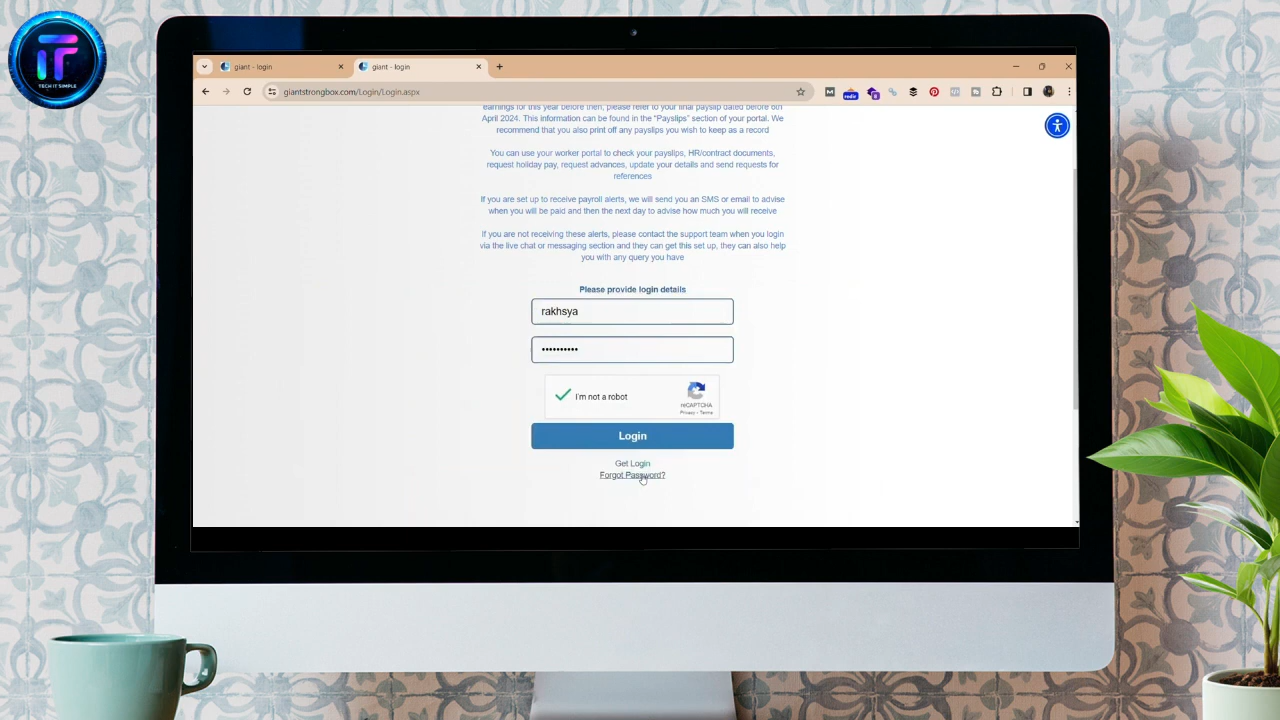 TECH IT SIMPLE
giant - login
giant - login
giantstrongbox.com/Login/Login.aspx
earnings for this year before then, please refer to your final payslip dated before 6th
April 2024. This information can be found in the "Payslips" section of your portal. We
recommend that you also print off any payslips you wish to keep as a record
You can use your worker portal to check your payslips, HR/contract documents,
request holiday pay, request advances, update your details and send requests for
references
If you are set up to receive payroll alerts, we will send you an SMS or email to advise
when you will be paid and then the next day to advise how much you will receive
If you are not receiving these alerts, please contact the support team when you login
via the live chat or messaging section and they can get this set up, they can also help
you with any query you have
Please provide login details
rakhsya
••••••••••
I'm not a robot
reCAPTCHA
Privacy - Terms
Login
Get Login
Forgot Password?